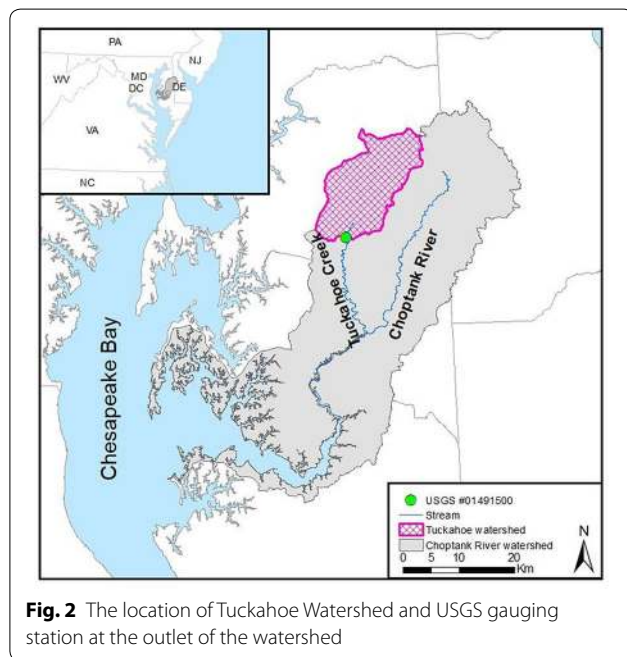 PA
NJ
WV
MD
DC
DE
VA
NC
Chesapeake Bay
Tuckahoe Creek
Choptank River
USGS #01491500
Stream
Tuckahoe watershed
Choptank River watershed
N
0 5 10 20
Km
Fig. 2 The location of Tuckahoe Watershed and USGS gauging
station at the outlet of the watershed